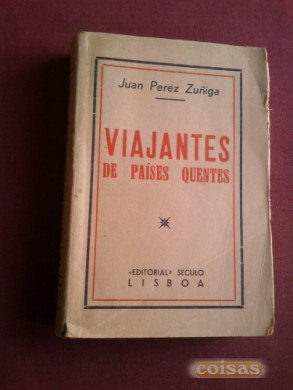 Juan Perez Zuñiga
VIAJANTES
DE PAÍSES QUENTES
«EDITORIAL» SECULO
LISBOA
coisas